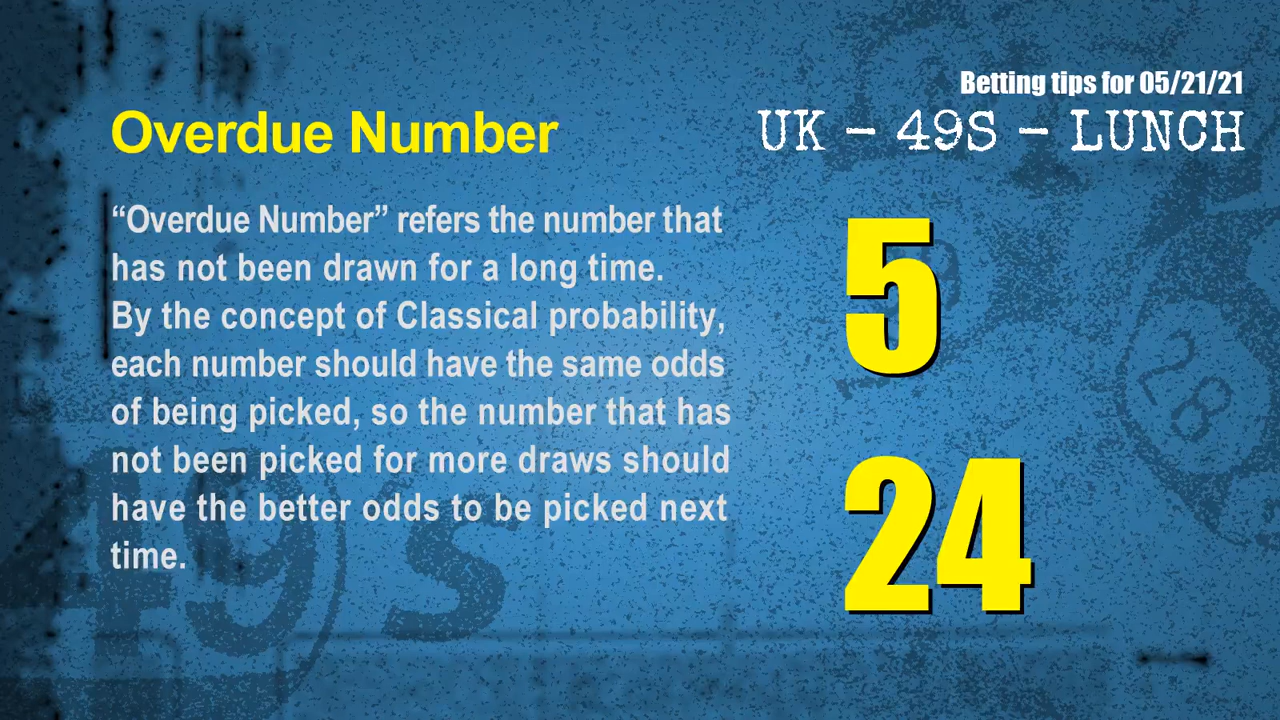 Betting tips for 05/21/21
UK - 49S - LUNCH
Overdue Number
“Overdue Number” refers the number that
has not been drawn for a long time.
By the concept of Classical probability,
each number should have the same odds
of being picked, so the number that has
not been picked for more draws should
have the better odds to be picked next
time.
5
24
28
49's